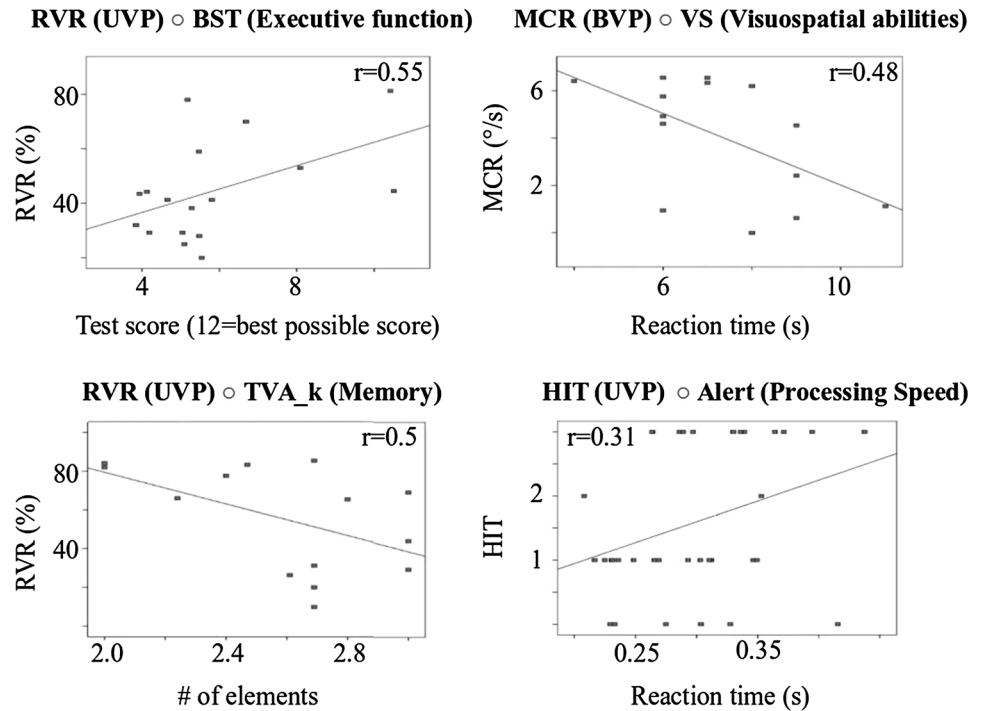 RVR (UVP) ○ BST (Executive function)
r=0.55
80
40
RVR (%)
4 8
Test score (12=best possible score)
MCR (BVP) ○ VS (Visuospatial abilities)
r=0.48
6
2
MCR (°/s)
6 10
Reaction time (s)
RVR (UVP) ○ TVA_k (Memory)
r=0.5
80
40
RVR (%)
2.0 2.4 2.8
# of elements
HIT (UVP) ○ Alert (Processing Speed)
r=0.31
2
1
HIT
0.25 0.35
Reaction time (s)